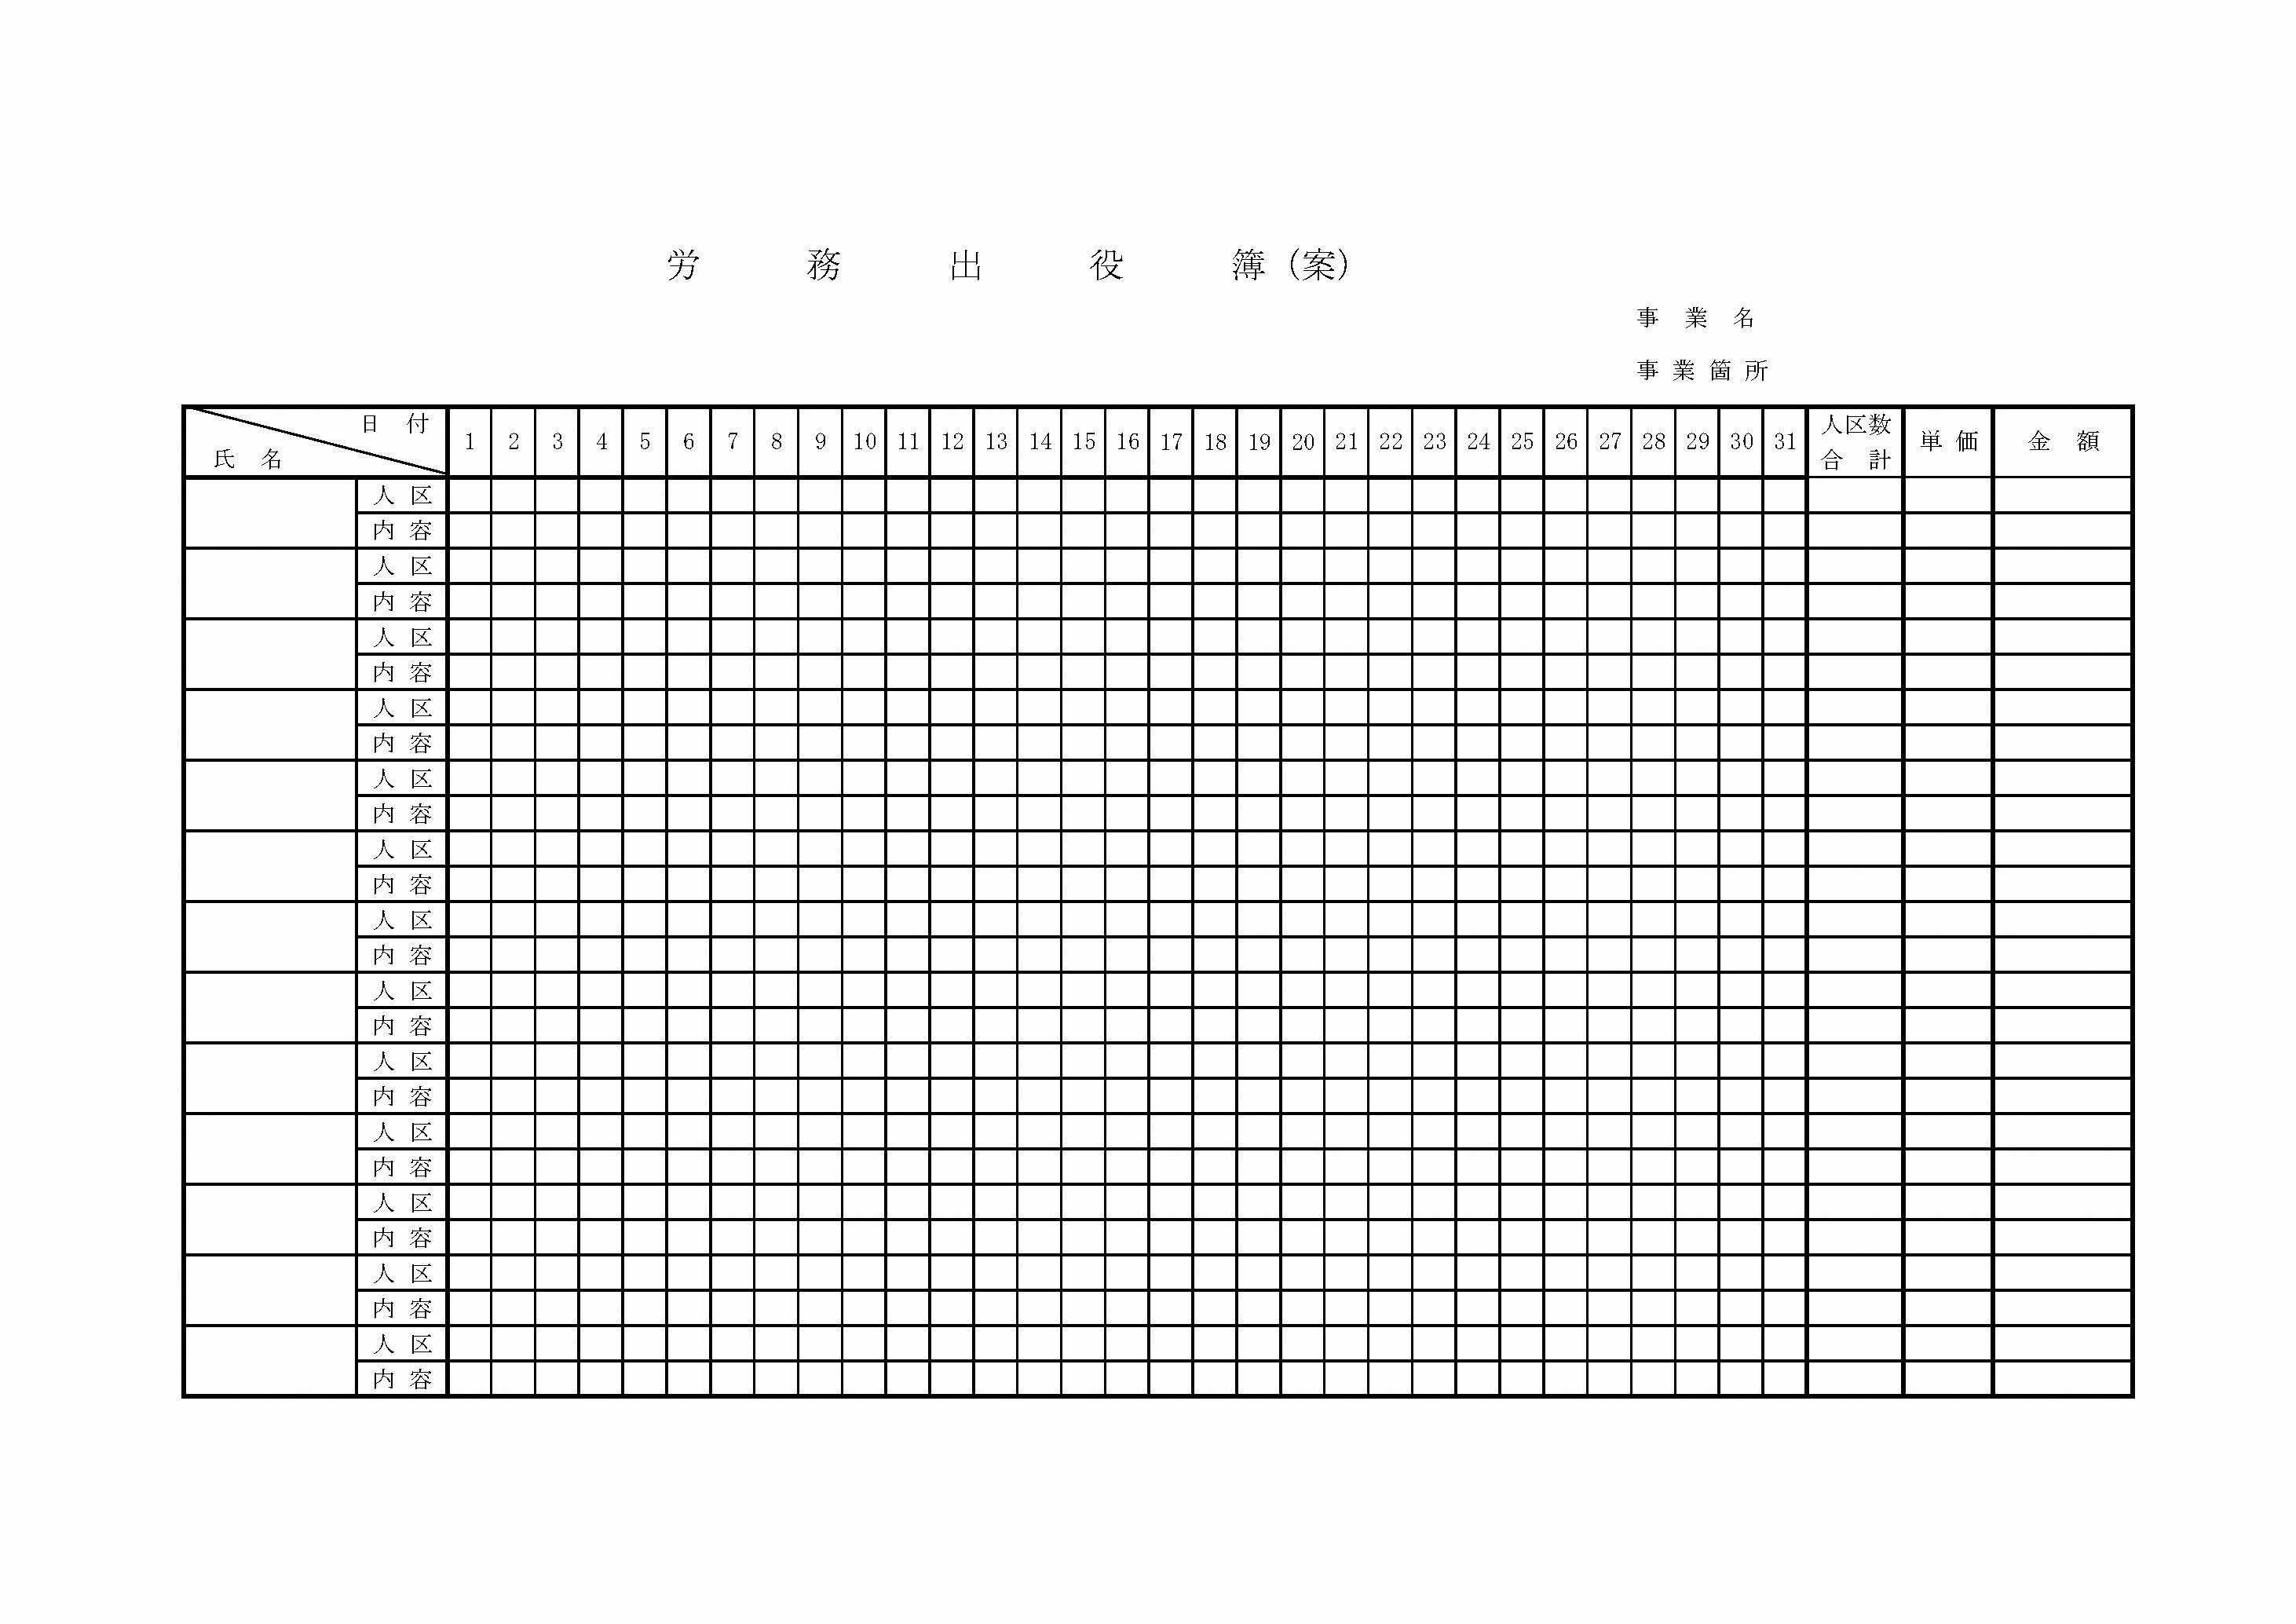 労務出役簿(案)
事業名
事業箇所
日付 氏名 1 2 3 4 5 6 7 8 9 10 11 12 13 14 15 16 17 18 19 20 21 22 23 24 25 26 27 28 29 30 31 人区数合計 単価 金額
人区
内容
人区
内容
人区
内容
人区
内容
人区
内容
人区
内容
人区
内容
人区
内容
人区
内容
人区
内容
人区
内容
人区
内容
人区
内容